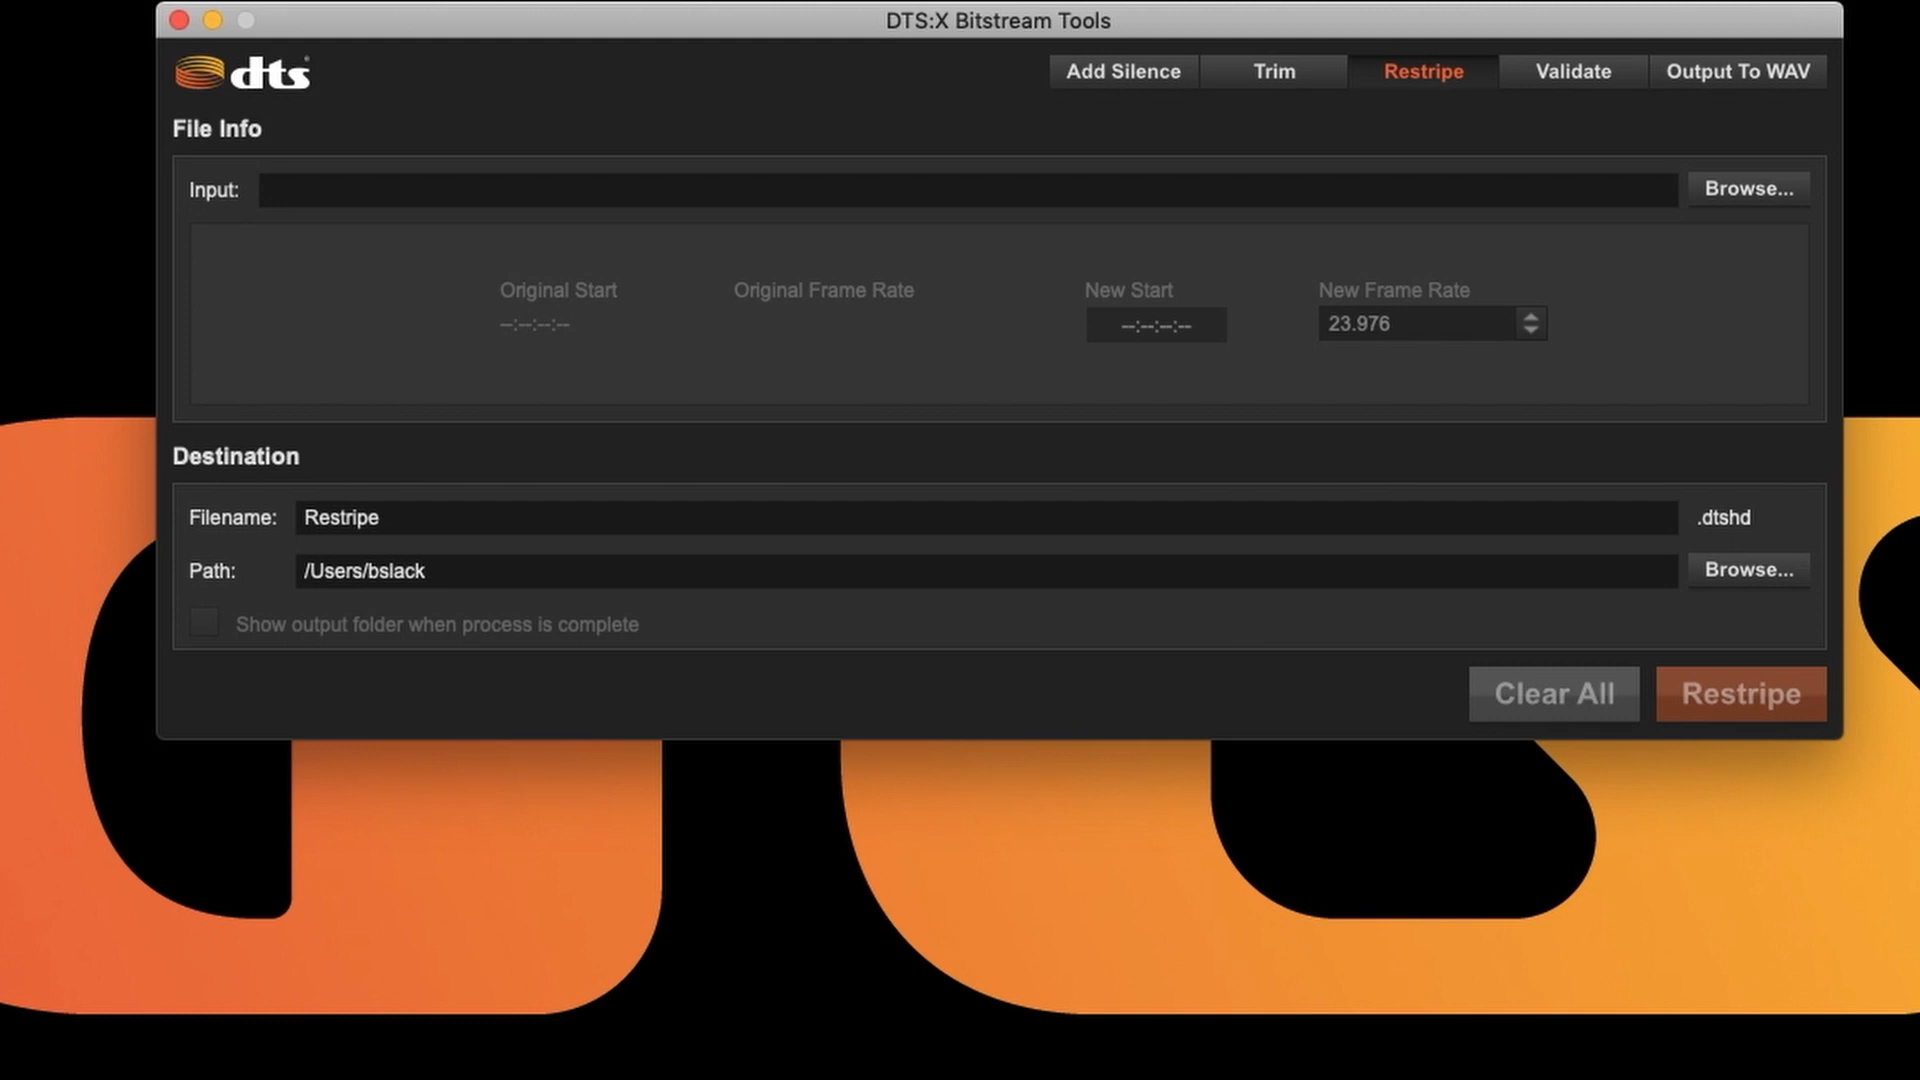 DTS:X Bitstream Tools
dts
Add Silence
Trim
Restripe
Validate
Output To WAV
File Info
Input:
Browse...
Original Start
Original Frame Rate
New Start
New Frame Rate
--:--:--:--
--:--:--:--
23.976
Destination
Filename:
Restripe
.dtshd
Path:
/Users/bslack
Browse...
Show output folder when process is complete
Clear All
Restripe